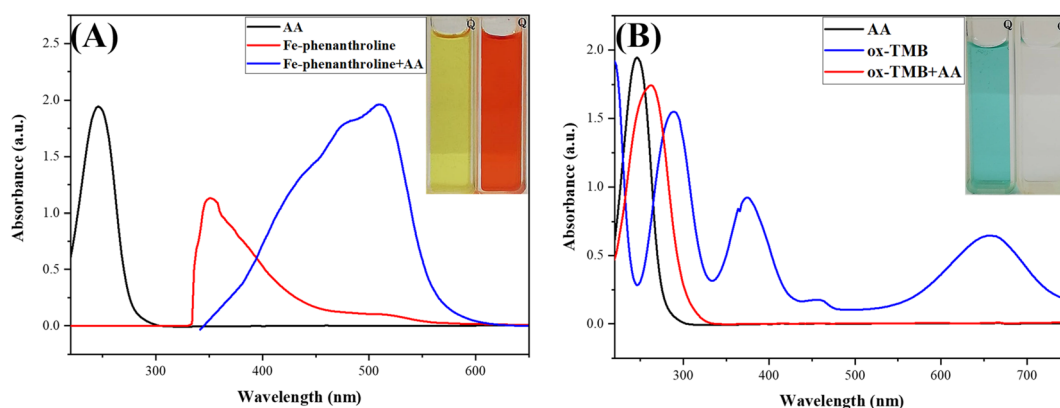 (A)
AA
Fe-phenanthroline
Fe-phenanthroline+AA
Q
Q
Absorbance (a.u.)
2.5
2.0
1.5
1.0
0.5
0.0
300
400
500
600
Wavelength (nm)
(B)
AA
ox-TMB
ox-TMB+AA
Q
Absorbance (a.u.)
2.0
1.5
1.0
0.5
0.0
300
400
500
600
700
Wavelength (nm)